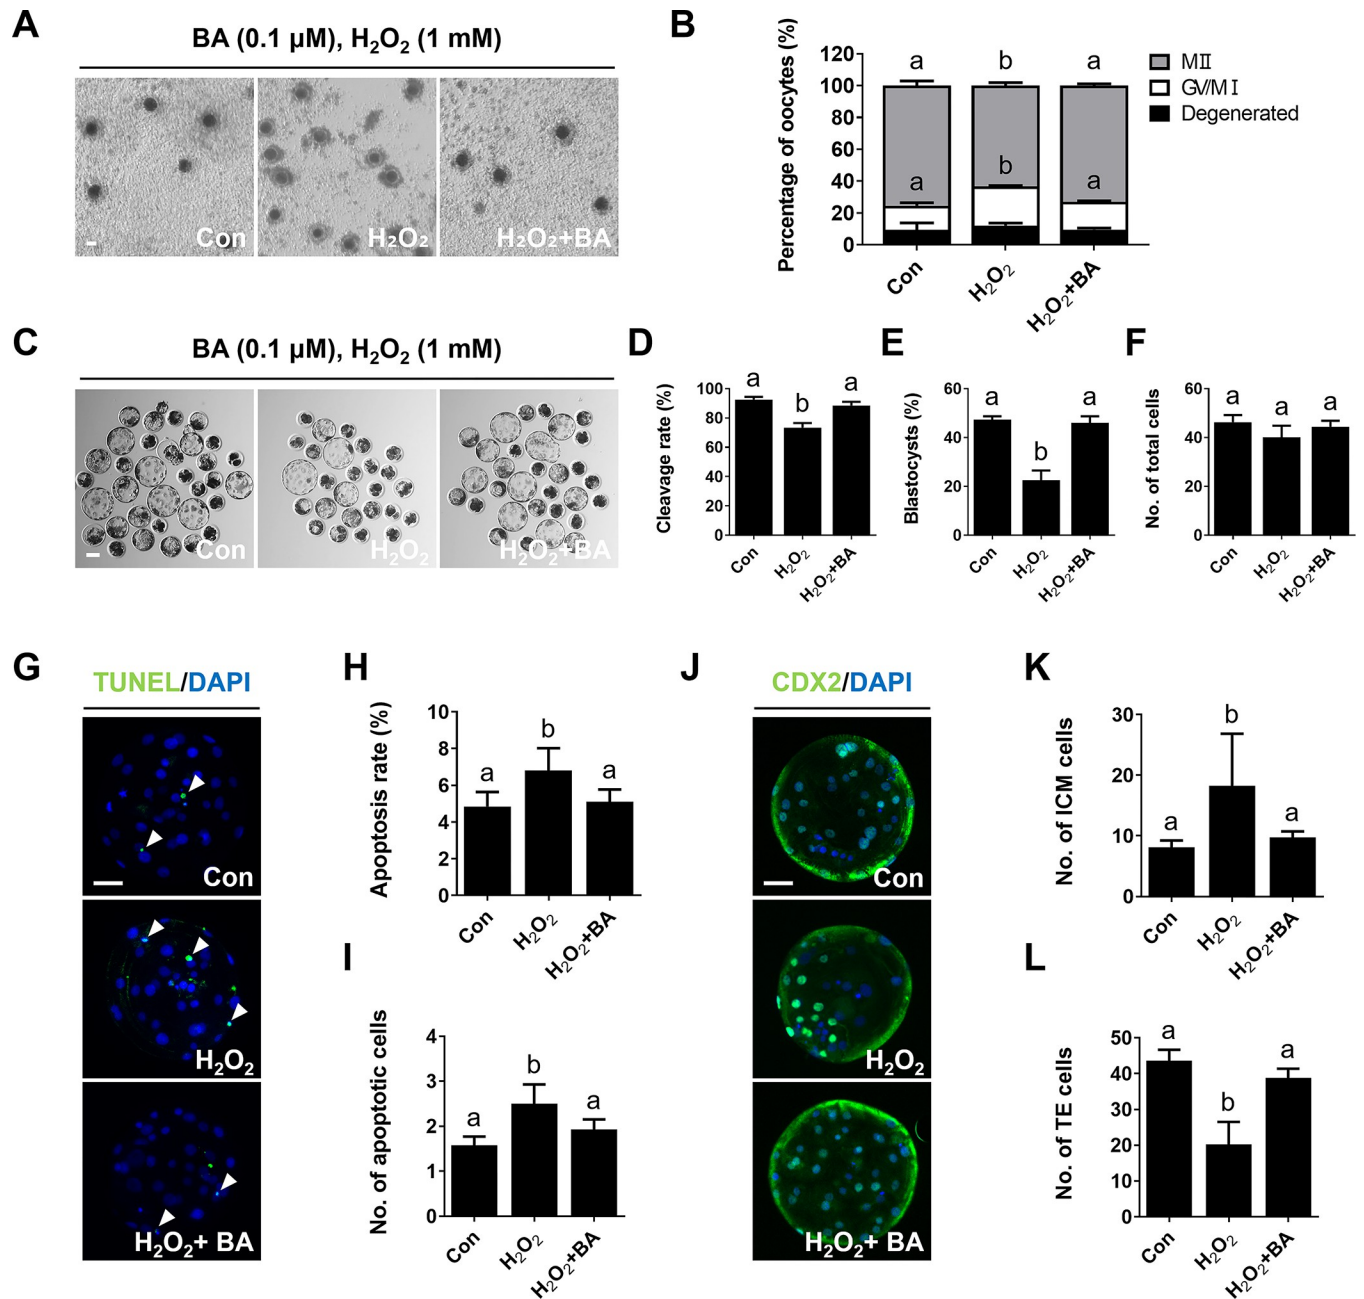 A
BA (0.1 µM), H₂O₂ (1 mM)
Con
H₂O₂
H₂O₂+BA
B
Percentage of oocytes (%)
120
100
80
60
40
20
0
a
b
a
a
b
a
Con
H₂O₂
H₂O₂+BA
MII
GV/MI
Degenerated
C
BA (0.1 µM), H₂O₂ (1 mM)
Con
H₂O₂
H₂O₂+BA
D
Cleavage rate (%)
100
80
60
40
20
0
a
b
a
Con
H₂O₂
H₂O₂+BA
E
Blastocysts (%)
60
40
20
0
a
b
a
Con
H₂O₂
H₂O₂+BA
F
No. of total cells
60
40
20
0
a
a
a
Con
H₂O₂
H₂O₂+BA
G
TUNEL/DAPI
Con
H₂O₂
H₂O₂+ BA
H
Apoptosis rate (%)
10
8
6
4
2
0
a
b
a
Con
H₂O₂
H₂O₂+BA
I
No. of apoptotic cells
4
3
2
1
0
a
b
a
Con
H₂O₂
H₂O₂+BA
J
CDX2/DAPI
Con
H₂O₂
H₂O₂+ BA
K
No. of ICM cells
30
20
10
0
a
b
a
Con
H₂O₂
H₂O₂+BA
L
No. of TE cells
50
40
30
20
10
0
a
b
a
Con
H₂O₂
H₂O₂+BA